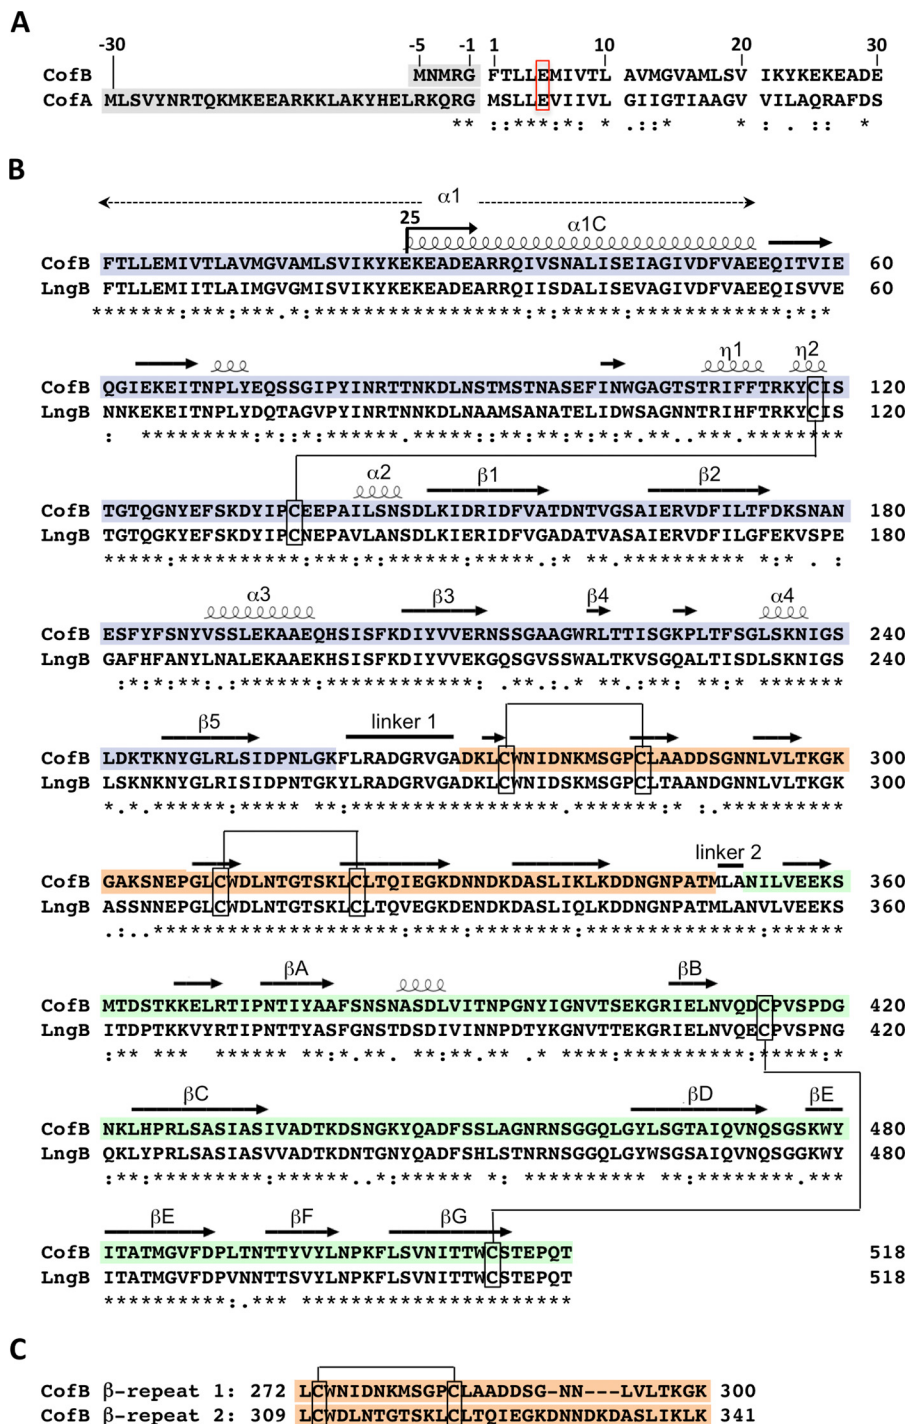 A
-30 -5 -1 1 10 20 30
CofB MNMRG FTLLEMIVTL AVMGVAMLSV IKYKEKEADE
CofA MLSVYNRTQKMKEEARKKLAKYHELRKQRG MSLLEVIIVL GIIGTIAAGV VILAQRAFDS
** ::***::* * .::* * : .:: *
B
α1
25 α1C
CofB FTLLEMIVTLAVMGVAMLSVIKYKEKEADEARRQIVSNALISEIAGIVDFVAEEQITVIE 60
LngB FTLLEMIITLAIMGVGMISVIKYKEKEADEARRQIISDALISEVAGIVDFVAEEQISVVE 60
*******:***:***.*:*****************:*:*****:************:*:*
η1 η2
CofB QGIEKEITNPLYEQSSGIPYINRTTNKDLNSTMSTNASEFINWGAGTSTRIFFTRKYCIS 120
LngB NNKEKEITNPLYDQTAGVPYINRTNNKDLNAAMSANATELIDWSAGNNTRIHFTRKYCIS 120
: *********:*::*:******.*****::**:**:*:*:*.**..***.********
α2 β1 β2
CofB TGTQGNYEFSKDYIPCEEPAILSNSDLKIDRIDFVATDNTVGSAIERVDFILTFDKSNAN 180
LngB TGTQGKYEFSKDYIPCNEPAVLANSDLKIERIDFVGADATVASAIERVDFILGFEKVSPE 180
*****:**********:***:*:******:*****.:* **.********** *:* . :
α3 β3 β4 α4
CofB ESFYFSNYVSSLEKAAEQHSISFKDIYVVERNSSGAAGWRLTTISGKPLTFSGLSKNIGS 240
LngB GAFHFANYLNALEKAAEKHSISFKDIYVVEKGQSGVSSWALTKVSGQALTISDLSKNIGS 240
:*:*:**:.:******:************:..**.:.* **.:**: **:*.*******
β5 linker 1
CofB LDKTKNYGLRLSIDPNLGKFLRADGRVGADKLCWNIDNKMSGPCLAADDSGNNLVLTKGK 300
LngB LSKNKNYGLRISIDPNTGKYLRADGRVGADKLCWNIDSKMSGPCLTAANDGNNLVLTKGK 300
*.*.******:***** **:*****************.*******:* :.**********
linker 2
CofB GAKSNEPGLCWDLNTGTSKLCLTQIEGKDNNDKDASLIKLKDDNGNPATMLANILVEEKS 360
LngB ASSNNEPGLCWDLNTGTSKLCLTQVEGKDENDKDASLIQLKDDNGNPATMLANVLVEEKS 360
.:..********************:****:********:**************:******
βA βB
CofB MTDSTKKELRTIPNTIYAAFSNSNASDLVITNPGNYIGNVTSEKGRIELNVQDCPVSPDG 420
LngB ITDPTKKVYRTIPNTTYASFGNSTDSDIVINNPDTYKGNVTTEKGRIELNVQECPVSPNG 420
:** *** ****** **:*.**. **:**.**..* ****:**********:*****:*
βC βD βE
CofB NKLHPRLSASIASIVADTKDSNGKYQADFSSLAGNRNSGGQLGYLSGTAIQVNQSGSKWY 480
LngB QKLYPRLSASIASVVADTKDNTGNYQADFSHLSTNRNSGGQLGYWSGSAIQVNQSGGKWY 480
:**:*********:******..*:****** *: ********** **:********.***
βE βF βG
CofB ITATMGVFDPLTNTTYVYLNPKFLSVNITTWCSTEPQT 518
LngB ITATMGVFDPVNNTTSVYLNPKFLSVNITTWCSTEPQT 518
**********:.*** **********************
C
CofB β-repeat 1: 272 LCWNIDNKMSGPCLAADDSG-NN---LVLTKGK 300
CofB β-repeat 2: 309 LCWDLNTGTSKLCLTQIEGKDNNDKDASLIKLK 341